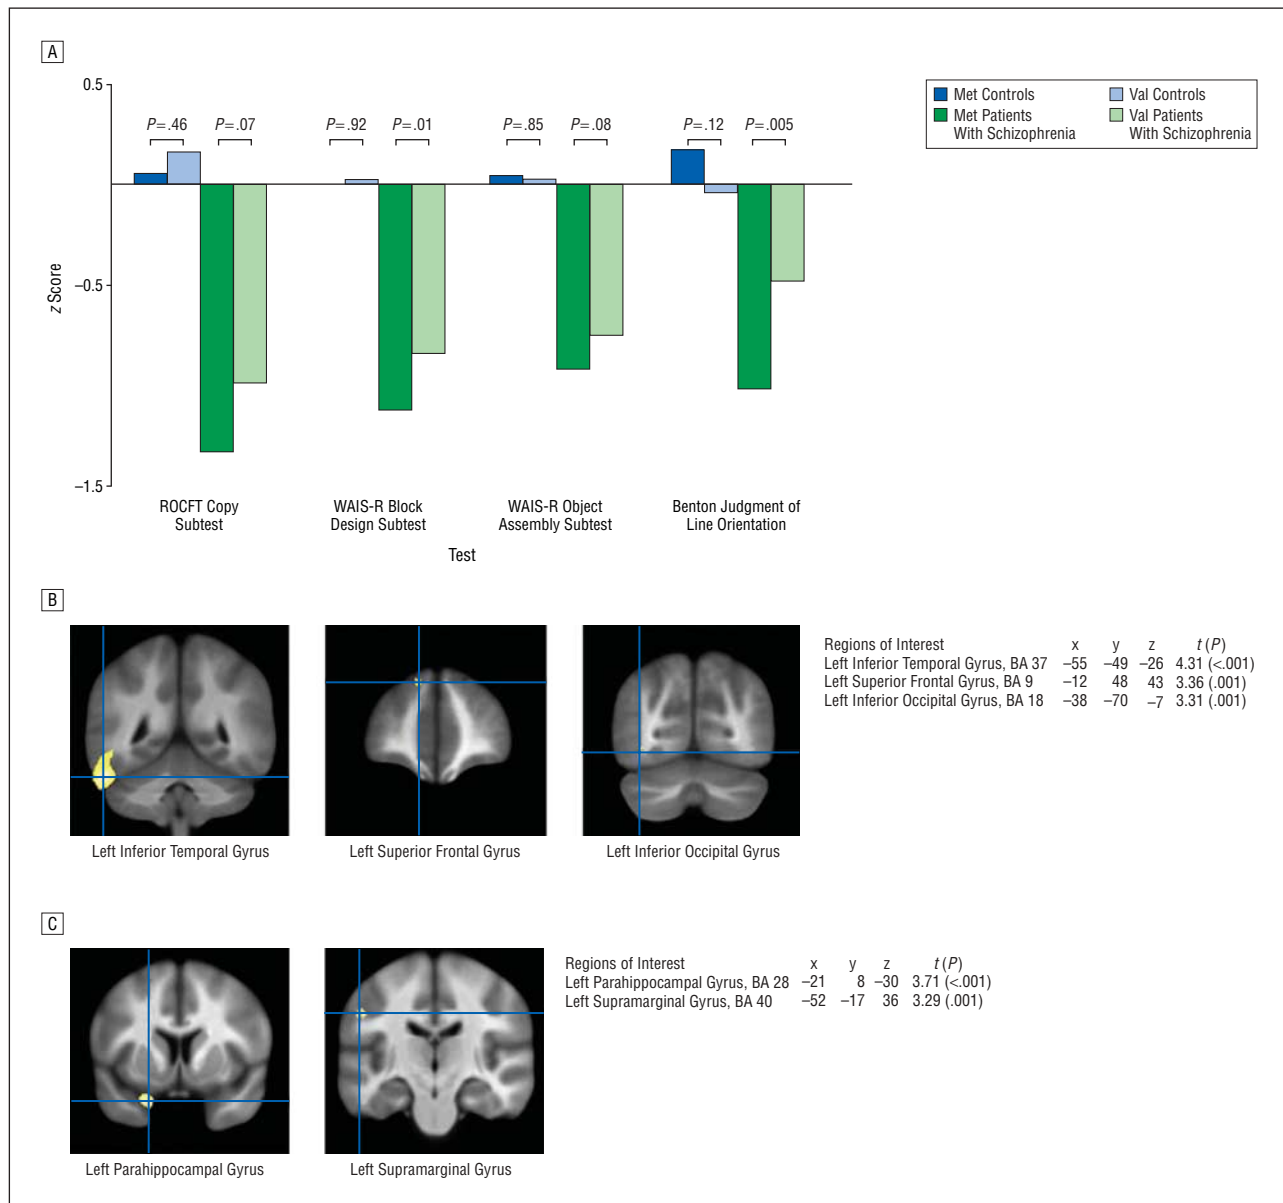 A
0.5
P=.46 P=.07 P=.92 P=.01 P=.85 P=.08 P=.12 P=.005
Met Controls Val Controls
Met Patients With Schizophrenia Val Patients With Schizophrenia
z Score
–0.5
–1.5
ROCFT Copy Subtest
WAIS-R Block Design Subtest
WAIS-R Object Assembly Subtest
Benton Judgment of Line Orientation
Test
B
Left Inferior Temporal Gyrus
Left Superior Frontal Gyrus
Left Inferior Occipital Gyrus
Regions of Interest x y z t (P)
Left Inferior Temporal Gyrus, BA 37 –55 –49 –26 4.31 (<.001)
Left Superior Frontal Gyrus, BA 9 –12 48 43 3.36 (.001)
Left Inferior Occipital Gyrus, BA 18 –38 –70 –7 3.31 (.001)
C
Left Parahippocampal Gyrus
Left Supramarginal Gyrus
Regions of Interest x y z t (P)
Left Parahippocampal Gyrus, BA 28 –21 8 –30 3.71 (<.001)
Left Supramarginal Gyrus, BA 40 –52 –17 36 3.29 (.001)